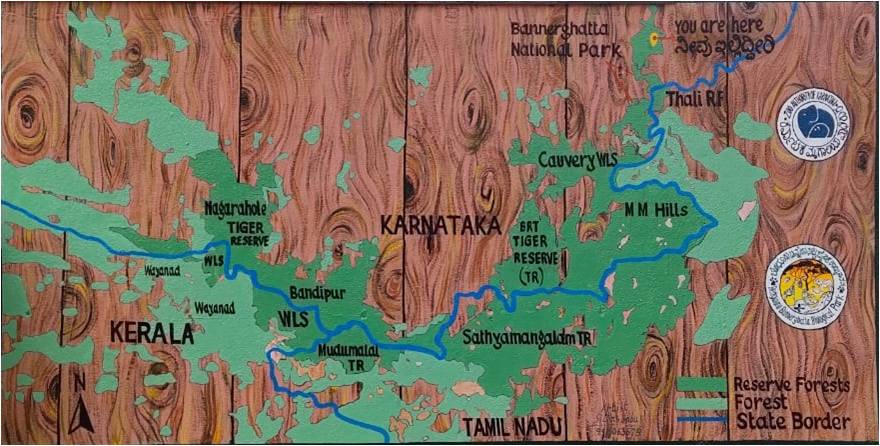 Bannerghatta
National Park
You are here
ನೀವು ಇಲ್ಲಿದ್ದೀರಿ
Thali RF
Cauvery WLS
M M Hills
Nagarahole
TIGER
RESERVE
KARNATAKA
BRT
TIGER
RESERVE
(TR)
WLS
Wayanad
Wayanad
Bandipur
WLS
KERALA
Mudumalai
TR
Sathyamangalam TR
N
TAMIL NADU
Reserve Forests
Forest
State Border